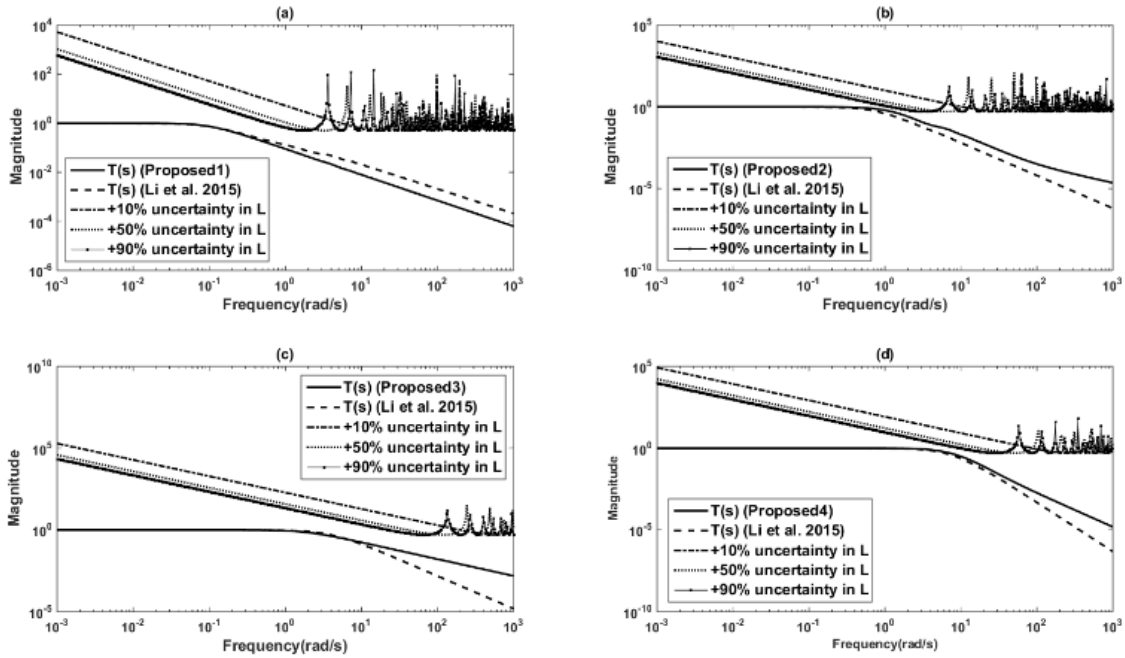 (a)
Magnitude
10^4
10^2
10^0
10^-2
10^-4
10^-6
T(s) (Proposed1)
T(s) (Li et al. 2015)
+10% uncertainty in L
+50% uncertainty in L
+90% uncertainty in L
10^-3 10^-2 10^-1 10^0 10^1 10^2 10^3
Frequency(rad/s)
(b)
Magnitude
10^5
10^0
10^-5
10^-10
T(s) (Proposed2)
T(s) (Li et al. 2015)
+10% uncertainty in L
+50% uncertainty in L
+90% uncertainty in L
10^-3 10^-2 10^-1 10^0 10^1 10^2 10^3
Frequency(rad/s)
(c)
Magnitude
10^10
10^5
10^0
10^-5
T(s) (Proposed3)
T(s) (Li et al. 2015)
+10% uncertainty in L
+50% uncertainty in L
+90% uncertainty in L
10^-3 10^-2 10^-1 10^0 10^1 10^2 10^3
Frequency(rad/s)
(d)
Magnitude
10^5
10^0
10^-5
10^-10
T(s) (Proposed4)
T(s) (Li et al. 2015)
+10% uncertainty in L
+50% uncertainty in L
+90% uncertainty in L
10^-3 10^-2 10^-1 10^0 10^1 10^2 10^3
Frequency(rad/s)